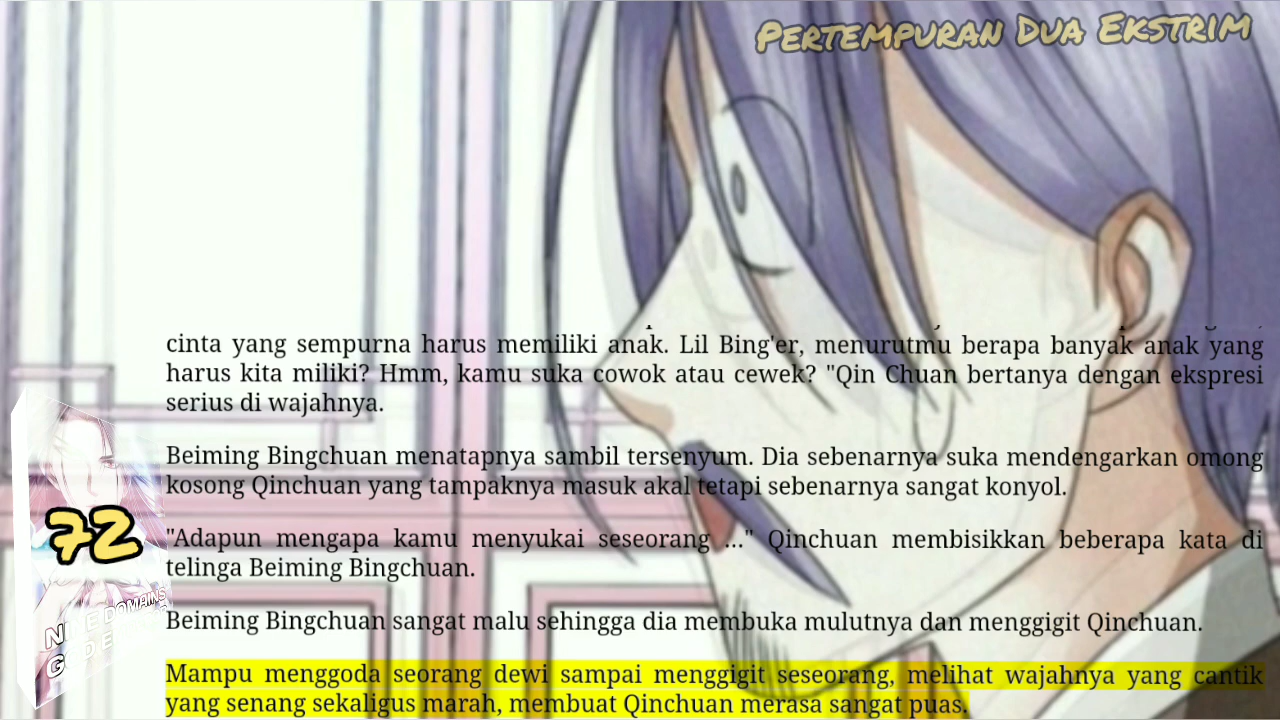 PERTEMPURAN DUA EKSTRIM
cinta yang sempurna harus memiliki anak. Lil Bing'er, menurutmu berapa banyak anak yang
harus kita miliki? Hmm, kamu suka cowok atau cewek? "Qin Chuan bertanya dengan ekspresi
serius di wajahnya.
Beiming Bingchuan menatapnya sambil tersenyum. Dia sebenarnya suka mendengarkan omong
kosong Qinchuan yang tampaknya masuk akal tetapi sebenarnya sangat konyol.
"Adapun mengapa kamu menyukai seseorang ..." Qinchuan membisikkan beberapa kata di
telinga Beiming Bingchuan.
Beiming Bingchuan sangat malu sehingga dia membuka mulutnya dan menggigit Qinchuan.
Mampu menggoda seorang dewi sampai menggigit seseorang, melihat wajahnya yang cantik
yang senang sekaligus marah, membuat Qinchuan merasa sangat puas.
72
DOMAINS